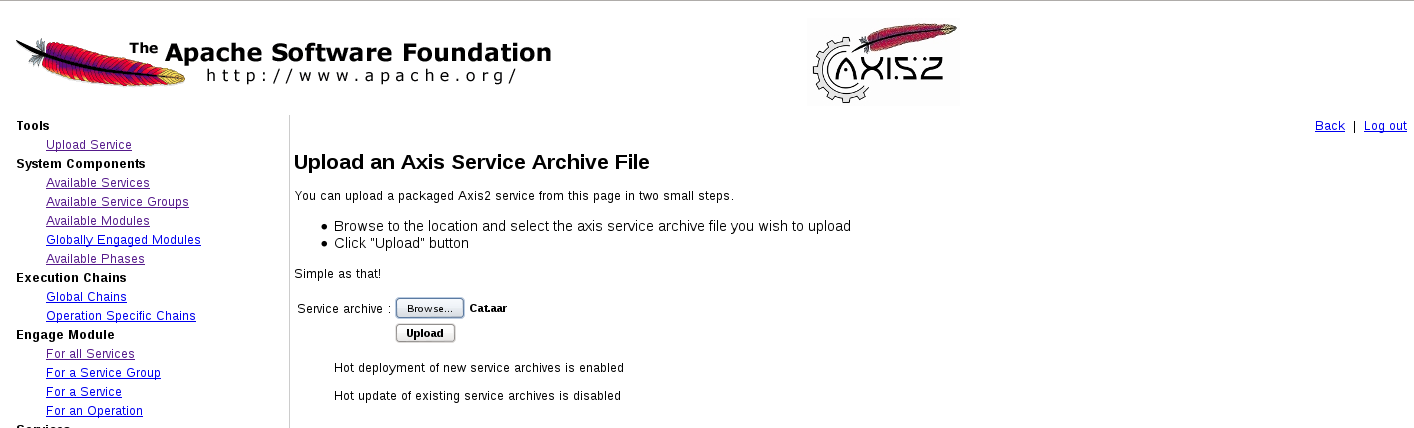 The Apache Software Foundation
http://www.apache.org/
AXIS2
Back | Log out
Tools
Upload Service
System Components
Available Services
Available Service Groups
Available Modules
Globally Engaged Modules
Available Phases
Execution Chains
Global Chains
Operation Specific Chains
Engage Module
For all Services
For a Service Group
For a Service
For an Operation
Services
Upload an Axis Service Archive File
You can upload a packaged Axis2 service from this page in two small steps.
• Browse to the location and select the axis service archive file you wish to upload
• Click "Upload" button
Simple as that!
Service archive : Browse... Cat.aar
Upload
Hot deployment of new service archives is enabled
Hot update of existing service archives is disabled